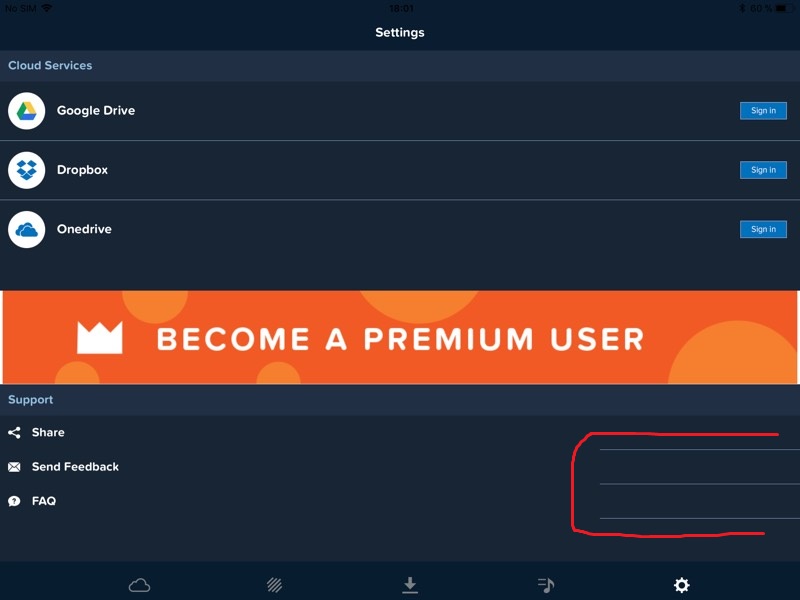 No SIM 18:01 60 %
Settings
Cloud Services
Google Drive Sign in
Dropbox Sign in
Onedrive Sign in
BECOME A PREMIUM USER
Support
Share
Send Feedback
FAQ